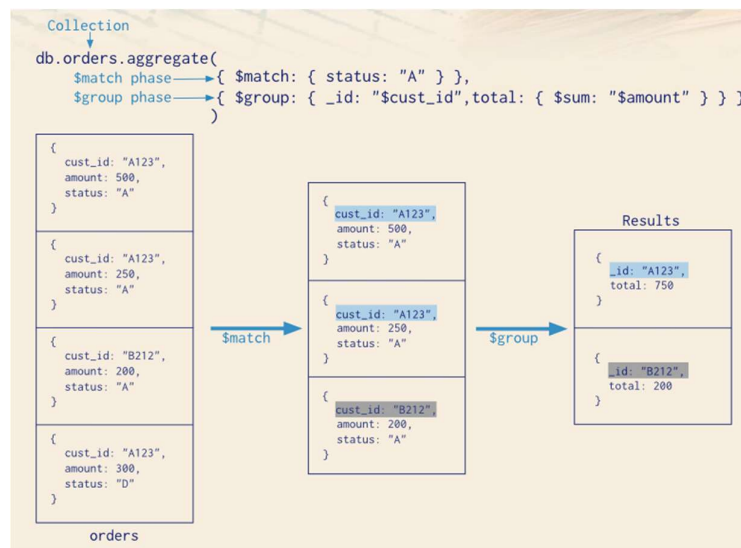 Collection
db.orders.aggregate(
$match phase { $match: { status: "A" } },
$group phase { $group: { _id: "$cust_id",total: { $sum: "$amount" } } }
)
{
cust_id: "A123",
amount: 500,
status: "A"
}
{
cust_id: "A123",
amount: 250,
status: "A"
}
{
cust_id: "B212",
amount: 200,
status: "A"
}
{
cust_id: "A123",
amount: 300,
status: "D"
}
orders
$match
{
cust_id: "A123",
amount: 500,
status: "A"
}
{
cust_id: "A123",
amount: 250,
status: "A"
}
{
cust_id: "B212",
amount: 200,
status: "A"
}
$group
Results
{
_id: "A123",
total: 750
}
{
_id: "B212",
total: 200
}